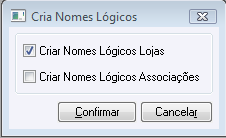 Cria Nomes Lógicos
Criar Nomes Lógicos Lojas
Criar Nomes Lógicos Associações
Confirmar Cancelar